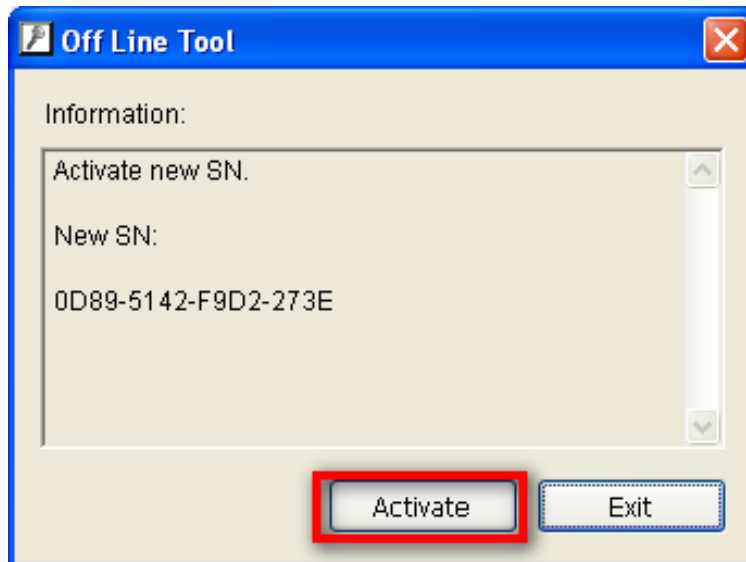 Off Line Tool
Information:
Activate new SN.
New SN:
0D89-5142-F9D2-273E
Activate
Exit